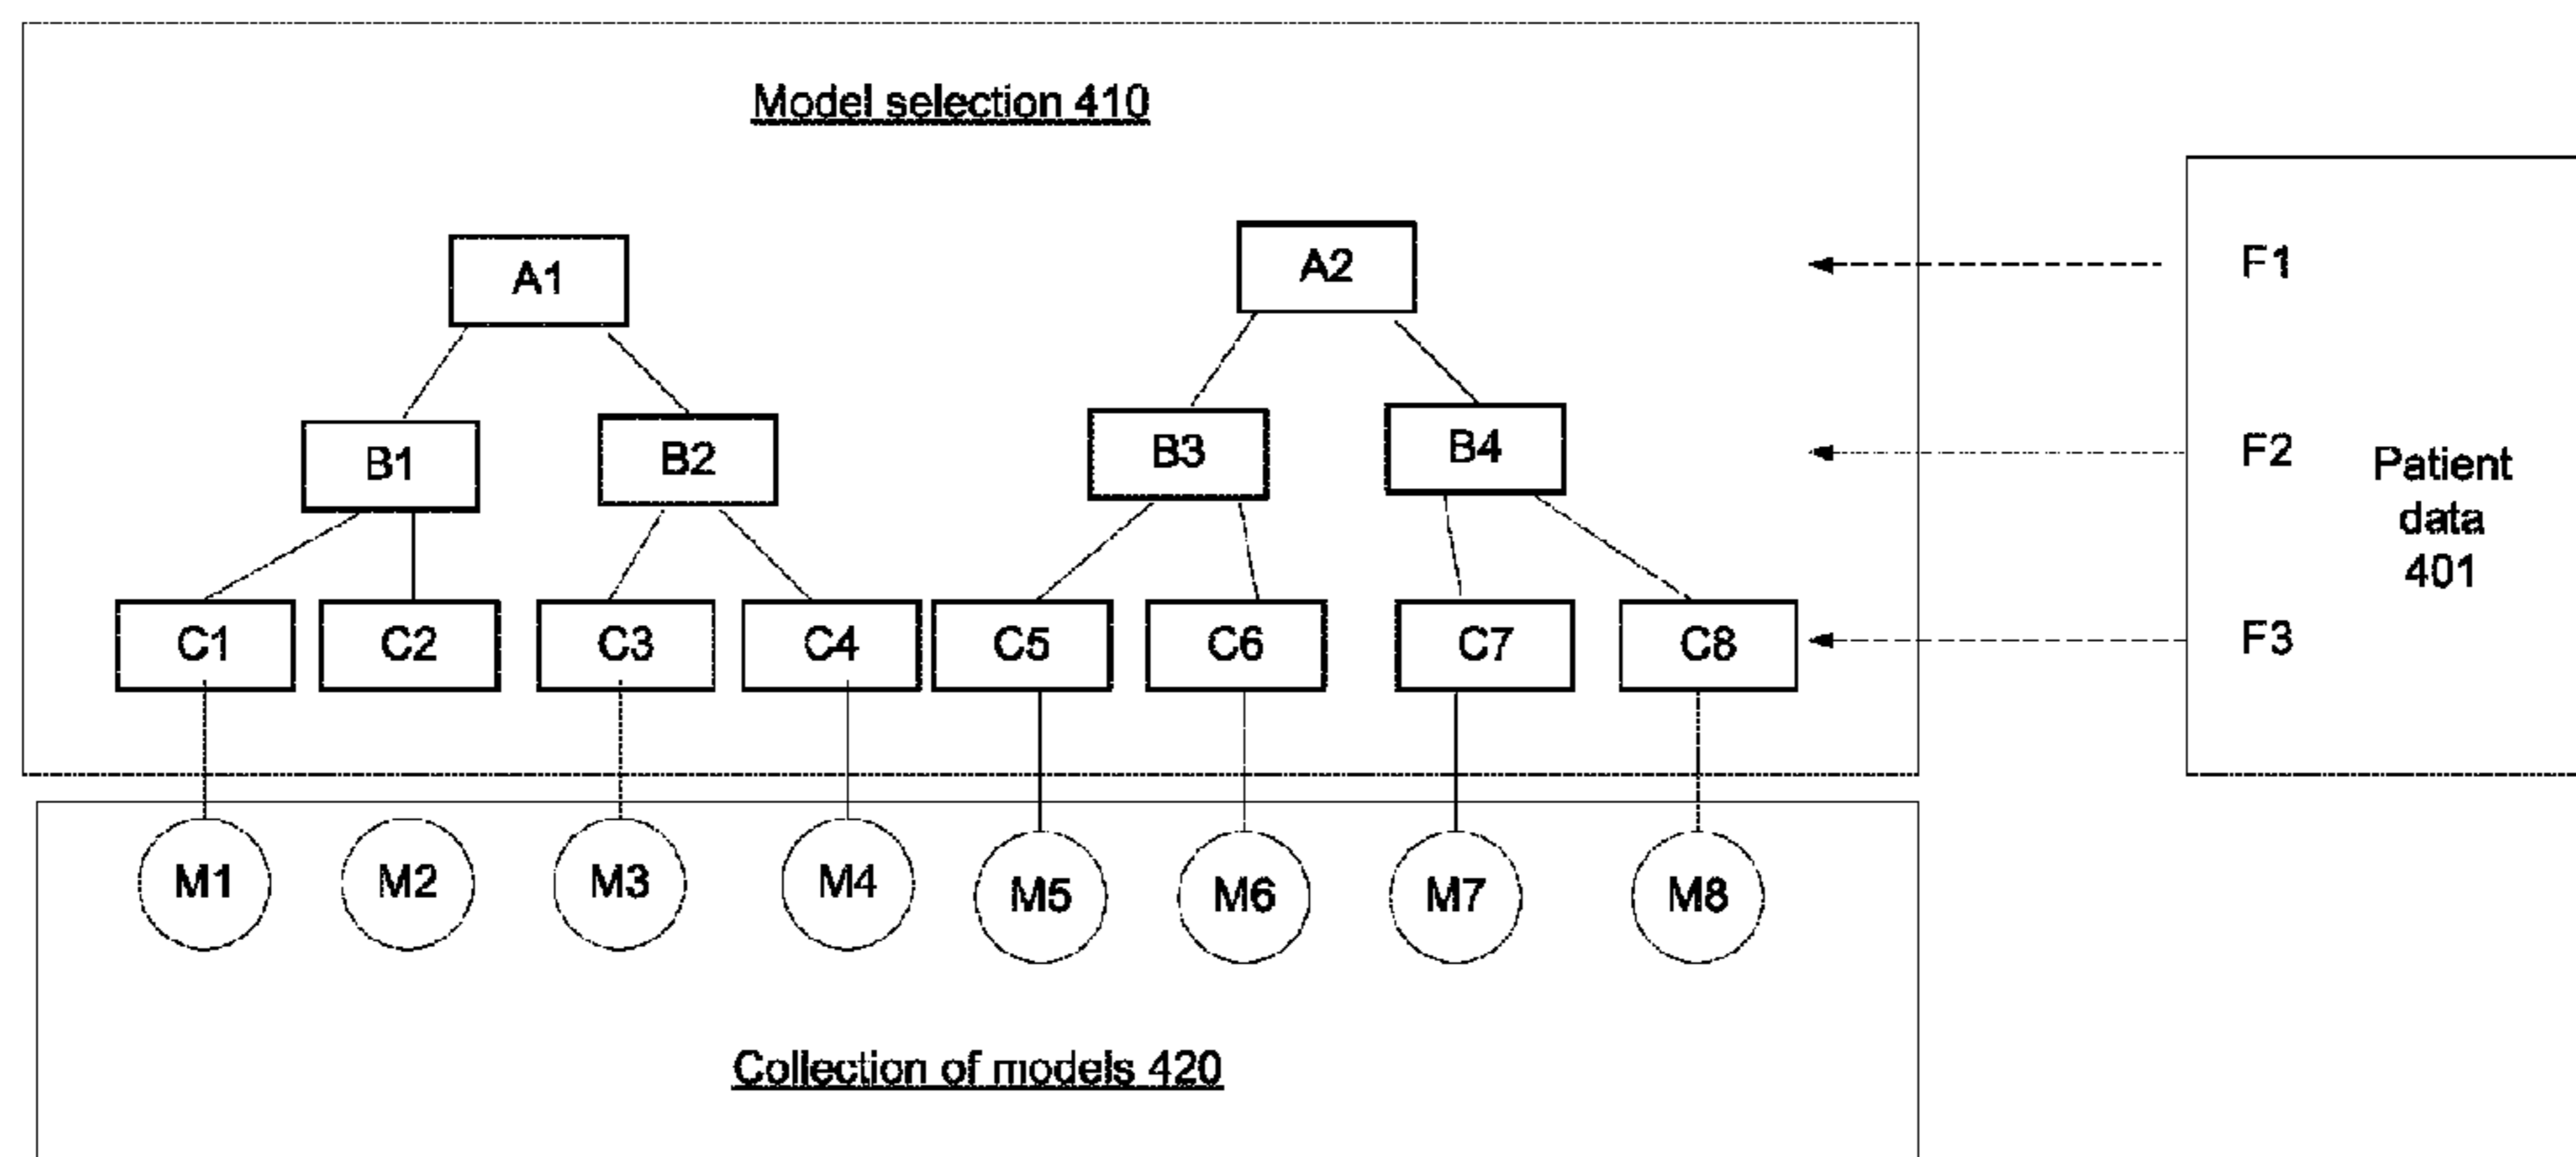 Model selection 410
A1
A2
F1
B1
B2
B3
B4
F2
Patient
data
401
C1
C2
C3
C4
C5
C6
C7
C8
F3
M1
M2
M3
M4
M5
M6
M7
M8
Collection of models 420